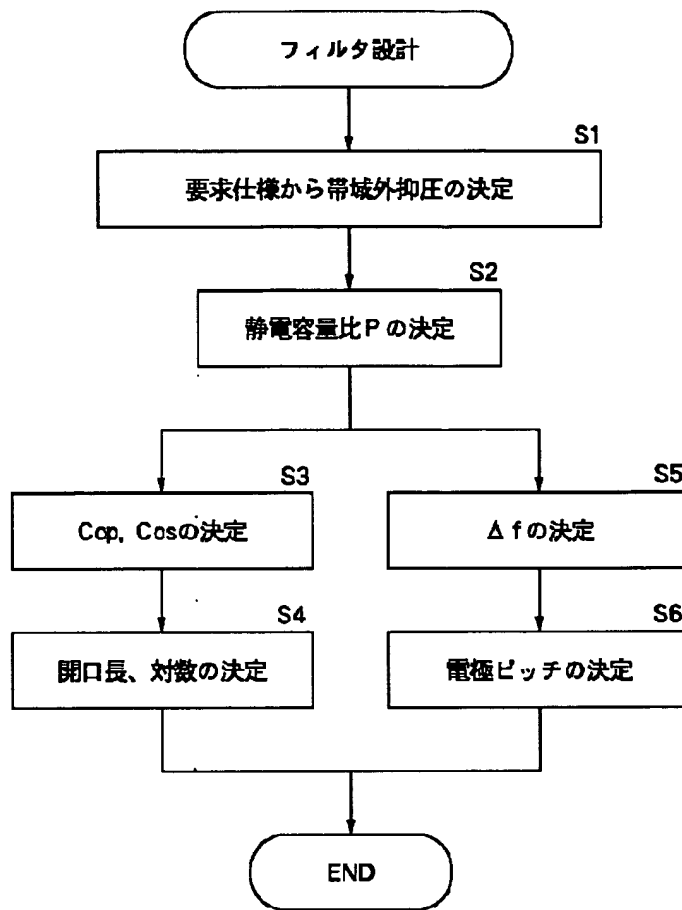 フィルタ設計
S1
要求仕様から帯域外抑圧の決定
S2
静電容量比Pの決定
S3
Cop, Cosの決定
S4
開口長、対数の決定
S5
Δfの決定
S6
電極ピッチの決定
END